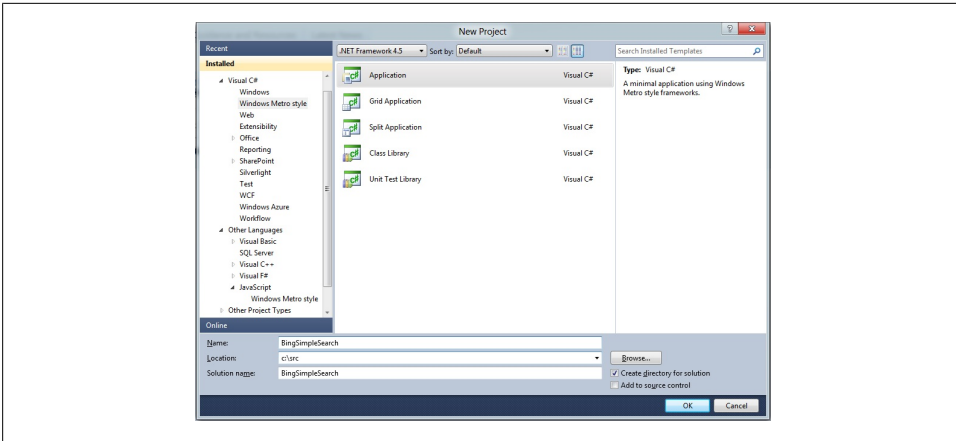 New Project
Recent
Installed
.NET Framework 4.5
Sort by: Default
Search Installed Templates
Visual C#
Windows
Windows Metro style
Web
Extensibility
Office
Reporting
SharePoint
Silverlight
Test
WCF
Windows Azure
Workflow
Other Languages
Visual Basic
SQL Server
Visual C++
Visual F#
JavaScript
Windows Metro style
Other Project Types
Online
Application Visual C#
Grid Application Visual C#
Split Application Visual C#
Class Library Visual C#
Unit Test Library Visual C#
Type: Visual C#
A minimal application using Windows
Metro style frameworks.
Name: BingSimpleSearch
Location: c:\src
Browse...
Solution name: BingSimpleSearch
Create directory for solution
Add to source control
OK Cancel